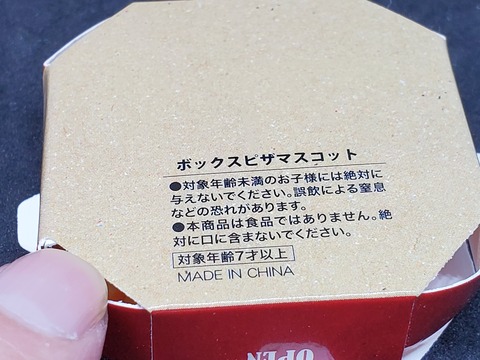 ボックスピザマスコット
●対象年齢未満のお子様には絶対に
与えないでください。誤飲による窒息
などの恐れがあります。
●本商品は食品ではありません。絶
対に口に含まないでください。
対象年齢7才以上
MADE IN CHINA
OPEN